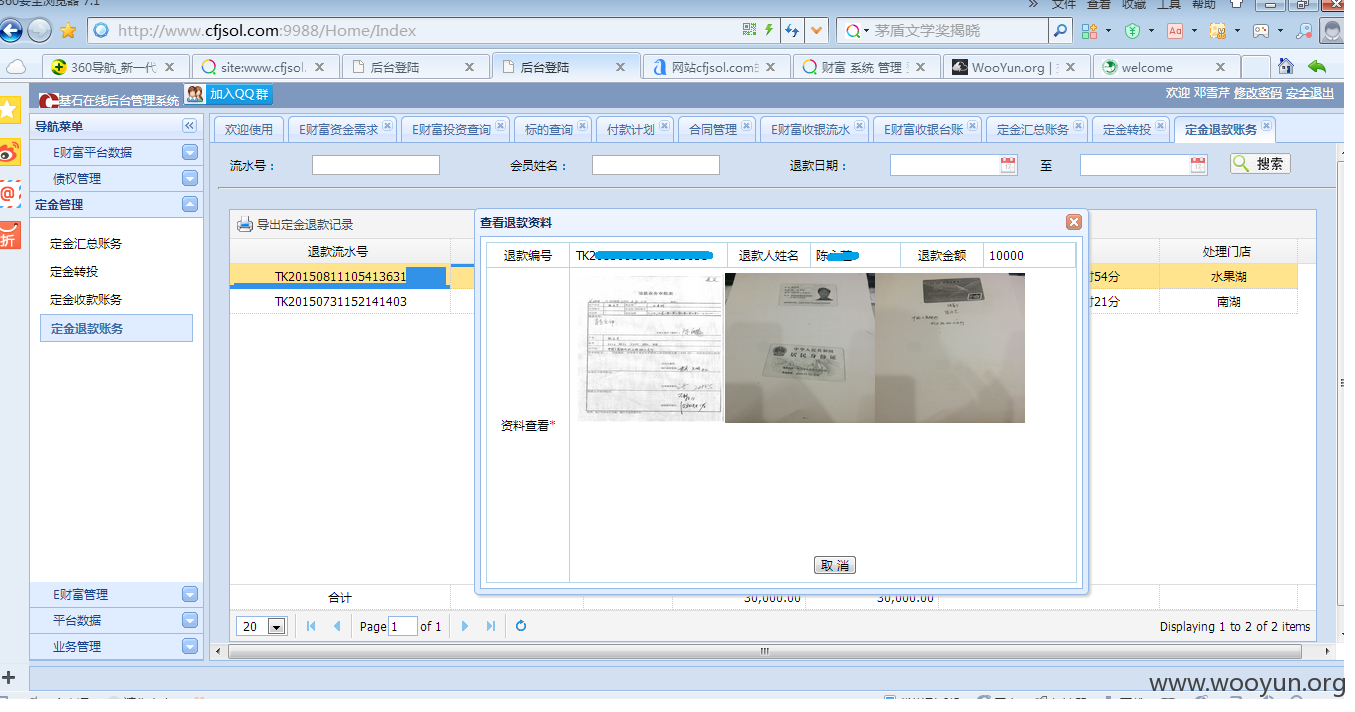 360安全浏览器 7.1
» 文件 查看 收藏 工具 帮助
http://www.cfjsol.com:9988/Home/Index
茅盾文学奖揭晓
360导航_新一代
site:www.cfjsol.
后台登陆
后台登陆
网站cfjsol.com
财富 系统 管理
WooYun.org |
welcome
基石在线后台管理系统
加入QQ群
欢迎 邓雪芹 修改密码 安全退出
导航菜单
E财富平台数据
债权管理
定金管理
定金汇总账务
定金转投
定金收款账务
定金退款账务
E财富管理
平台数据
业务管理
欢迎使用
E财富资金需求
E财富投资查询
标的查询
付款计划
合同管理
E财富收银流水
E财富收银台账
定金汇总账务
定金转投
定金退款账务
流水号：
会员姓名：
退款日期：
至
搜索
导出定金退款记录
退款流水号
处理门店
TK20150811105413631
54分
水果湖
TK20150731152141403
21分
南湖
查看退款资料
退款编号
TK2
退款人姓名
陈
退款金额
10000
资料查看*
中华人民共和国
居民身份证
取 消
合计
30,000.00
30,000.00
20
Page 1 of 1
Displaying 1 to 2 of 2 items
www.wooyun.org